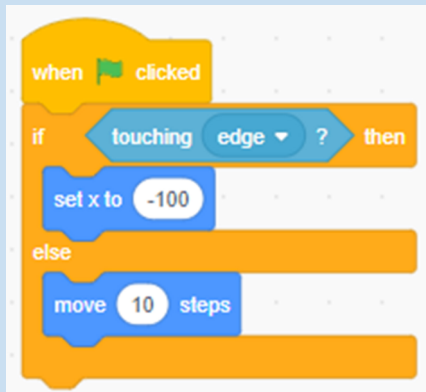 when clicked
if touching edge ? then
set x to -100
else
move 10 steps